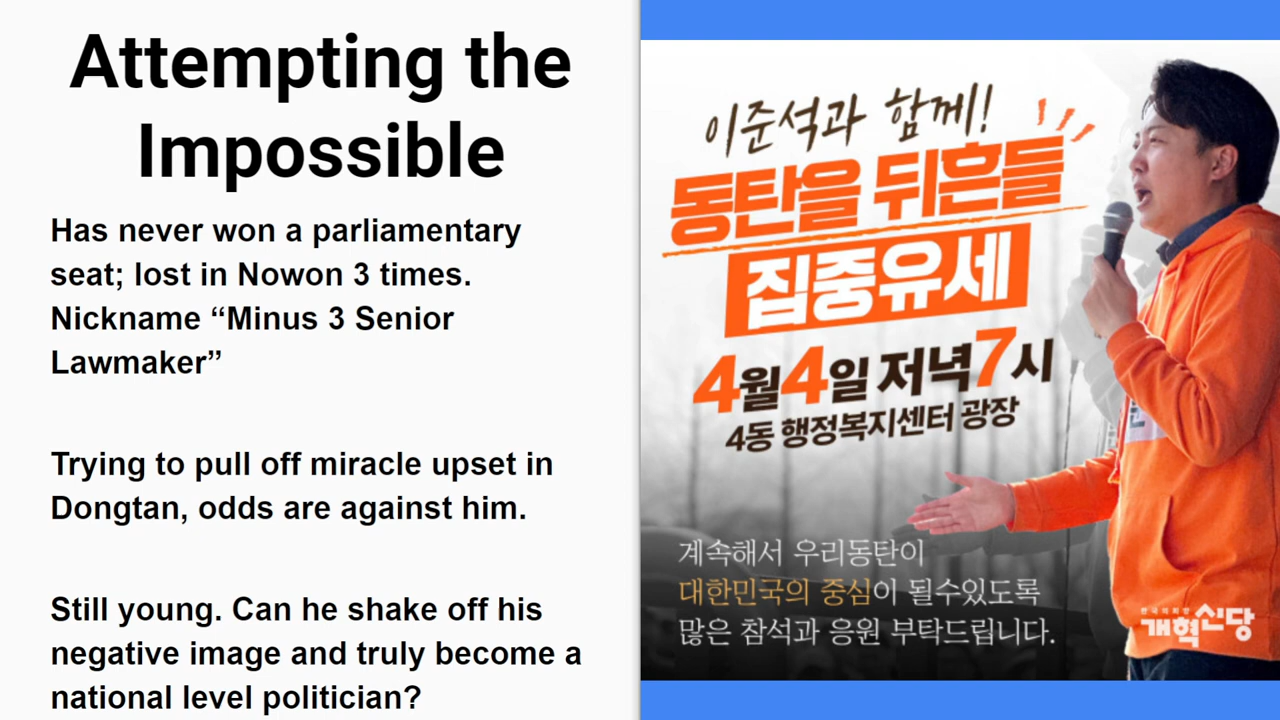 Attempting the
Impossible
Has never won a parliamentary
seat; lost in Nowon 3 times.
Nickname “Minus 3 Senior
Lawmaker”
Trying to pull off miracle upset in
Dongtan, odds are against him.
Still young. Can he shake off his
negative image and truly become a
national level politician?
이준석과 함께!
동탄을 뒤흔들
집중유세
4월4일 저녁7시
4동 행정복지센터 광장
계속해서 우리동탄이
대한민국의 중심이 될수있도록
많은 참석과 응원 부탁드립니다.
개혁신당